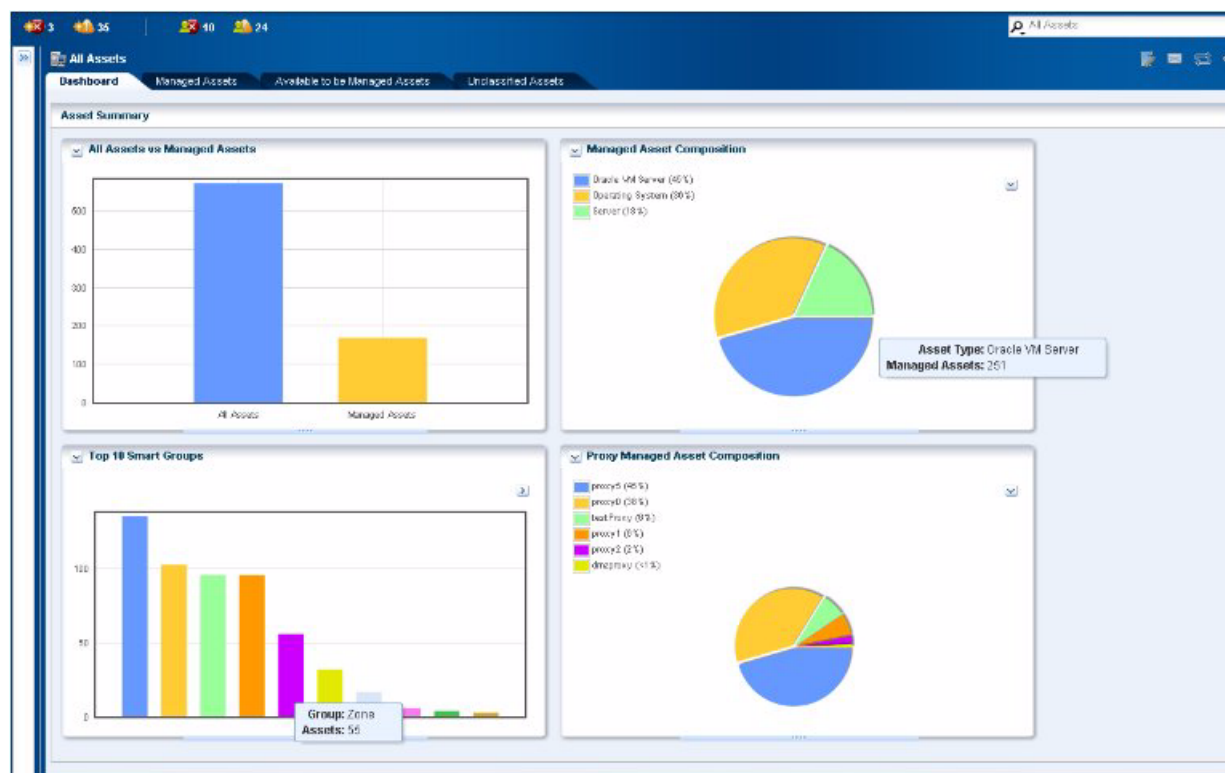 3 35 10 24
All Assets
All Assets
Dashboard Managed Assets Available to be Managed Assets Unclassified Assets
Asset Summary
All Assets vs Managed Assets
600
400
300
200
100
0
All Assets Managed Assets
Managed Asset Composition
Oracle VM Server (45%)
Operating System
Server (18%)
Asset Type: Oracle VM Server
Managed Assets: 251
Top 10 Smart Groups
100
50
0
Group: Zone
Assets: 55
Proxy Managed Asset Composition
proxy5 (45%)
proxy0 (38%)
testProxy
proxy1
proxy2 (2%)
dmzproxy (<1%)